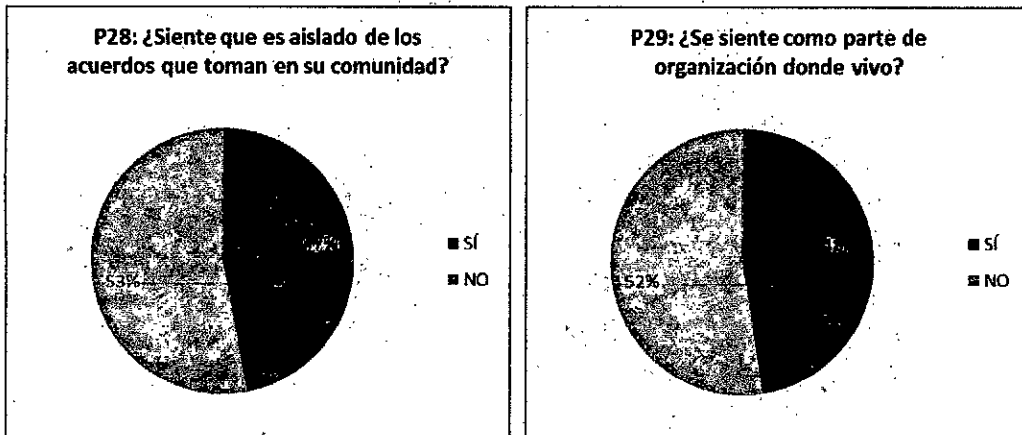 P28: ¿Siente que es aislado de los
acuerdos que toman en su comunidad?
53%
SÍ
NO
P29: ¿Se siente como parte de
organización donde vivo?
52%
SÍ
NO